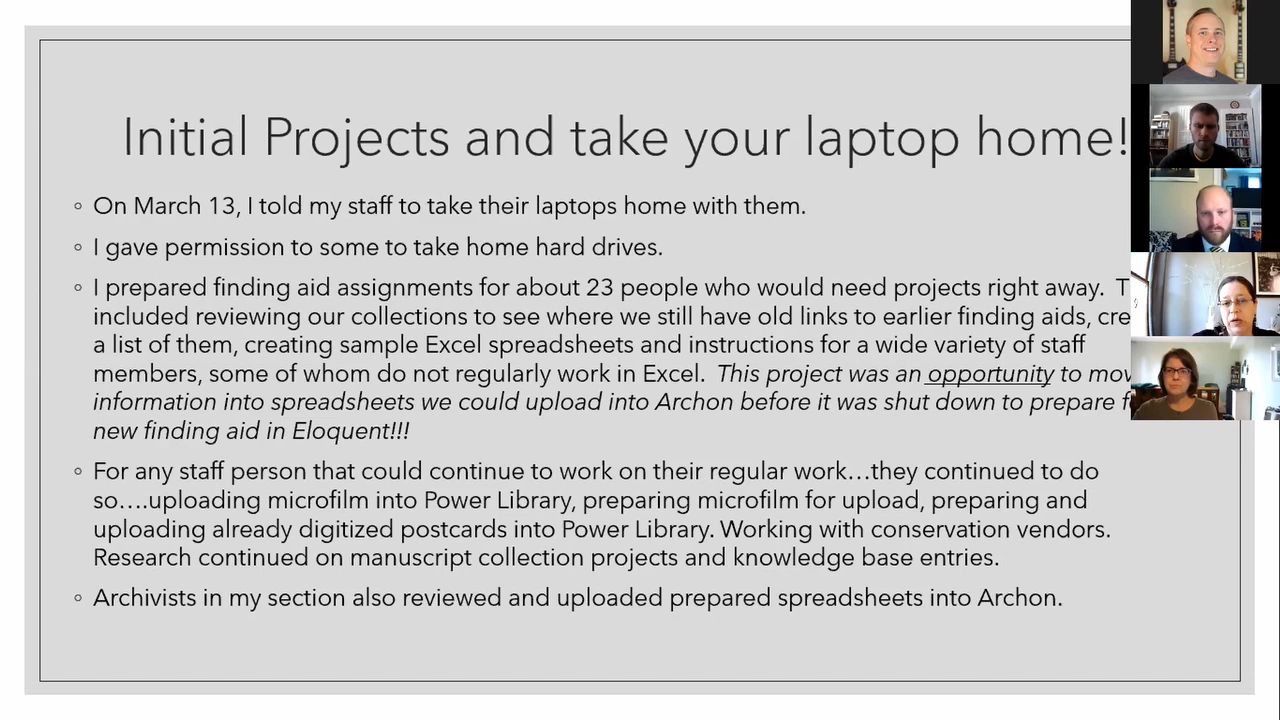 Initial Projects and take your laptop home!
◦ On March 13, I told my staff to take their laptops home with them.
◦ I gave permission to some to take home hard drives.
◦ I prepared finding aid assignments for about 23 people who would need projects right away.
included reviewing our collections to see where we still have old links to earlier finding aids,
a list of them, creating sample Excel spreadsheets and instructions for a wide variety of staff
members, some of whom do not regularly work in Excel. This project was an opportunity to
information into spreadsheets we could upload into Archon before it was shut down to prepare
new finding aid in Eloquent!!!
◦ For any staff person that could continue to work on their regular work…they continued to do
so….uploading microfilm into Power Library, preparing microfilm for upload, preparing and
uploading already digitized postcards into Power Library. Working with conservation vendors.
Research continued on manuscript collection projects and knowledge base entries.
◦ Archivists in my section also reviewed and uploaded prepared spreadsheets into Archon.